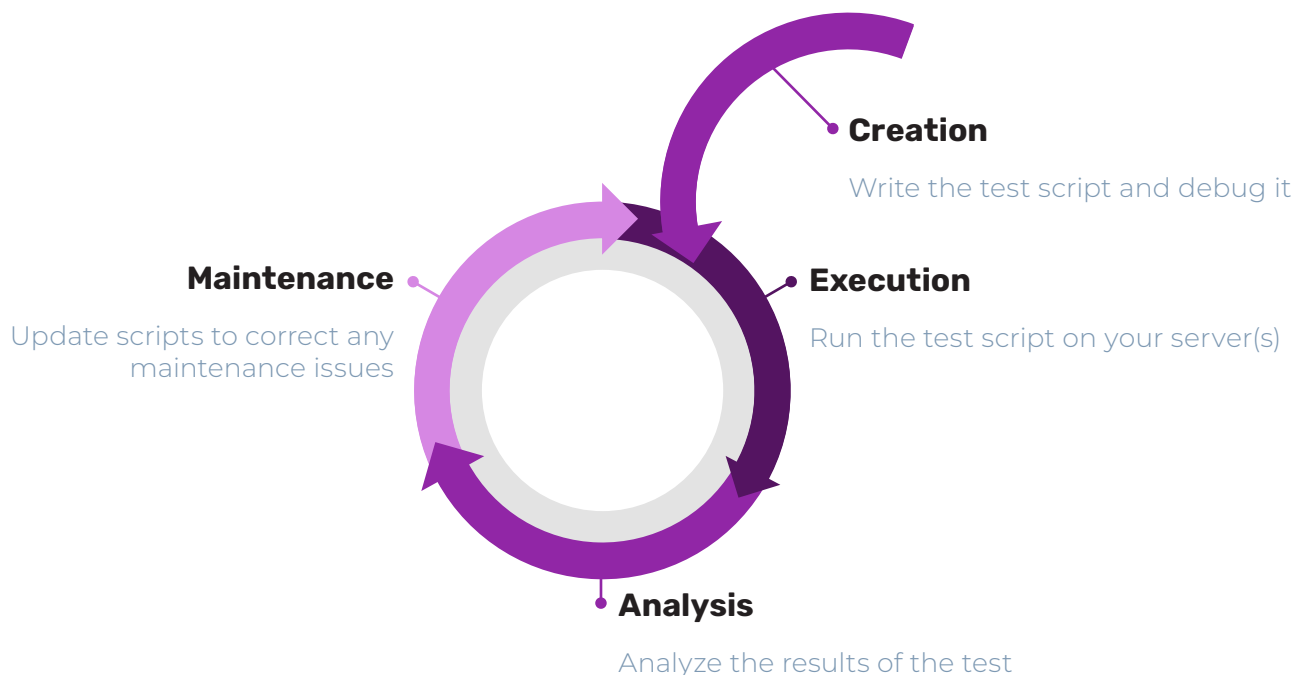 Creation
Write the test script and debug it
Execution
Run the test script on your server(s)
Analysis
Analyze the results of the test
Maintenance
Update scripts to correct any
maintenance issues